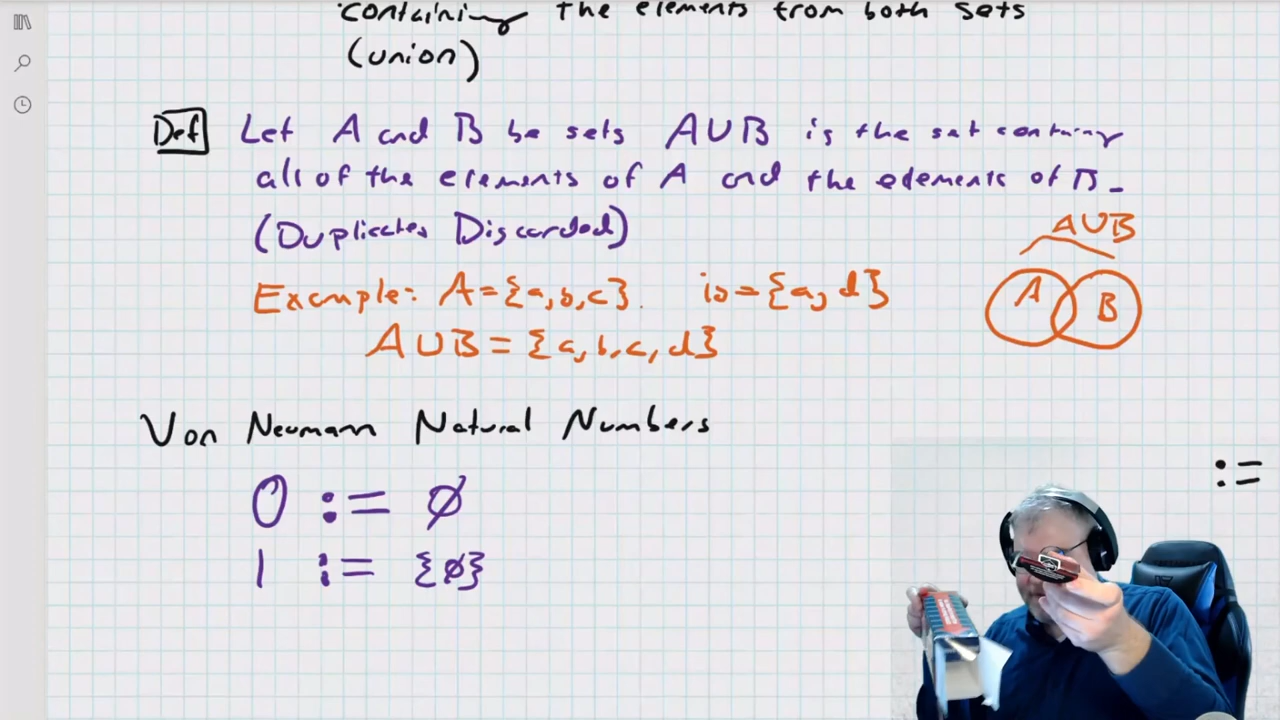 containing the elements from both sets
(union)
Def Let A and B be sets A∪B is the set containing
all of the elements of A and the elements of B.
(Duplicates Discarded)
A∪B
Example: A={a,b,c}. B={a,d}
A B
A∪B={a,b,c,d}
Von Neumann Natural Numbers
:=
0 := ∅
1 := {∅}